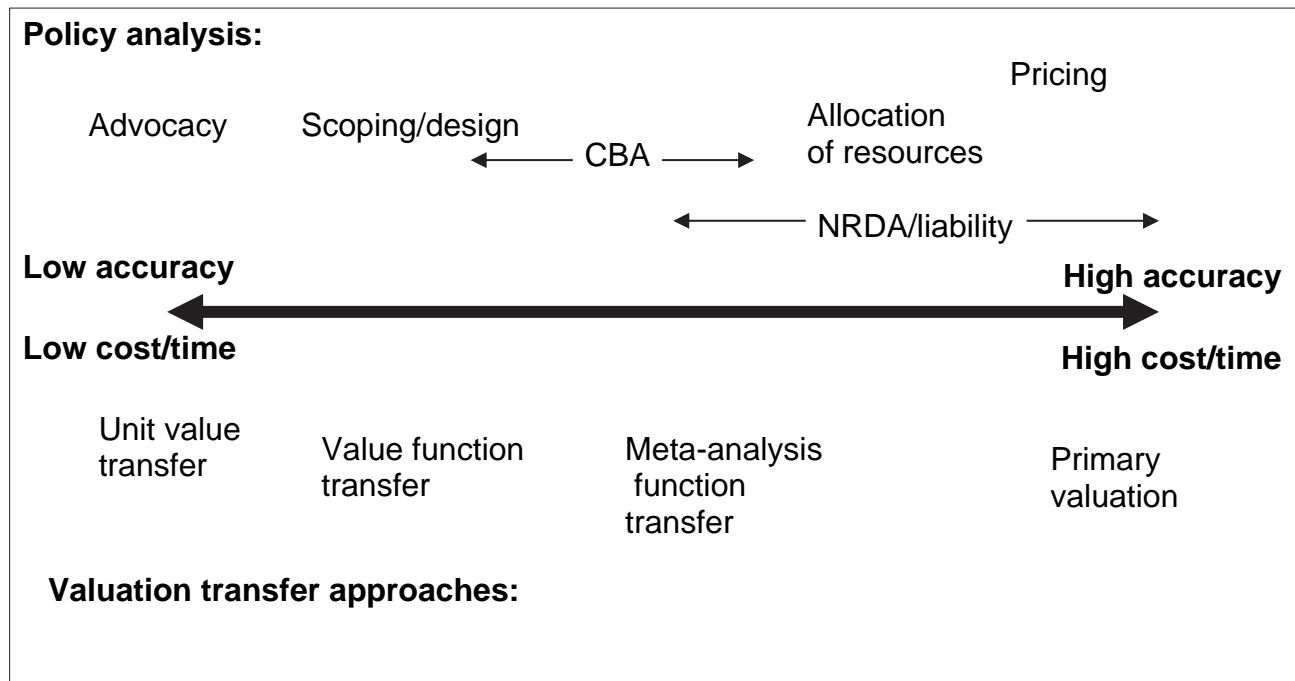 Policy analysis:
Pricing
Advocacy
Scoping/design
CBA
Allocation
of resources
NRDA/liability
Low accuracy
High accuracy
Low cost/time
High cost/time
Unit value
transfer
Value function
transfer
Meta-analysis
function
transfer
Primary
valuation
Valuation transfer approaches: